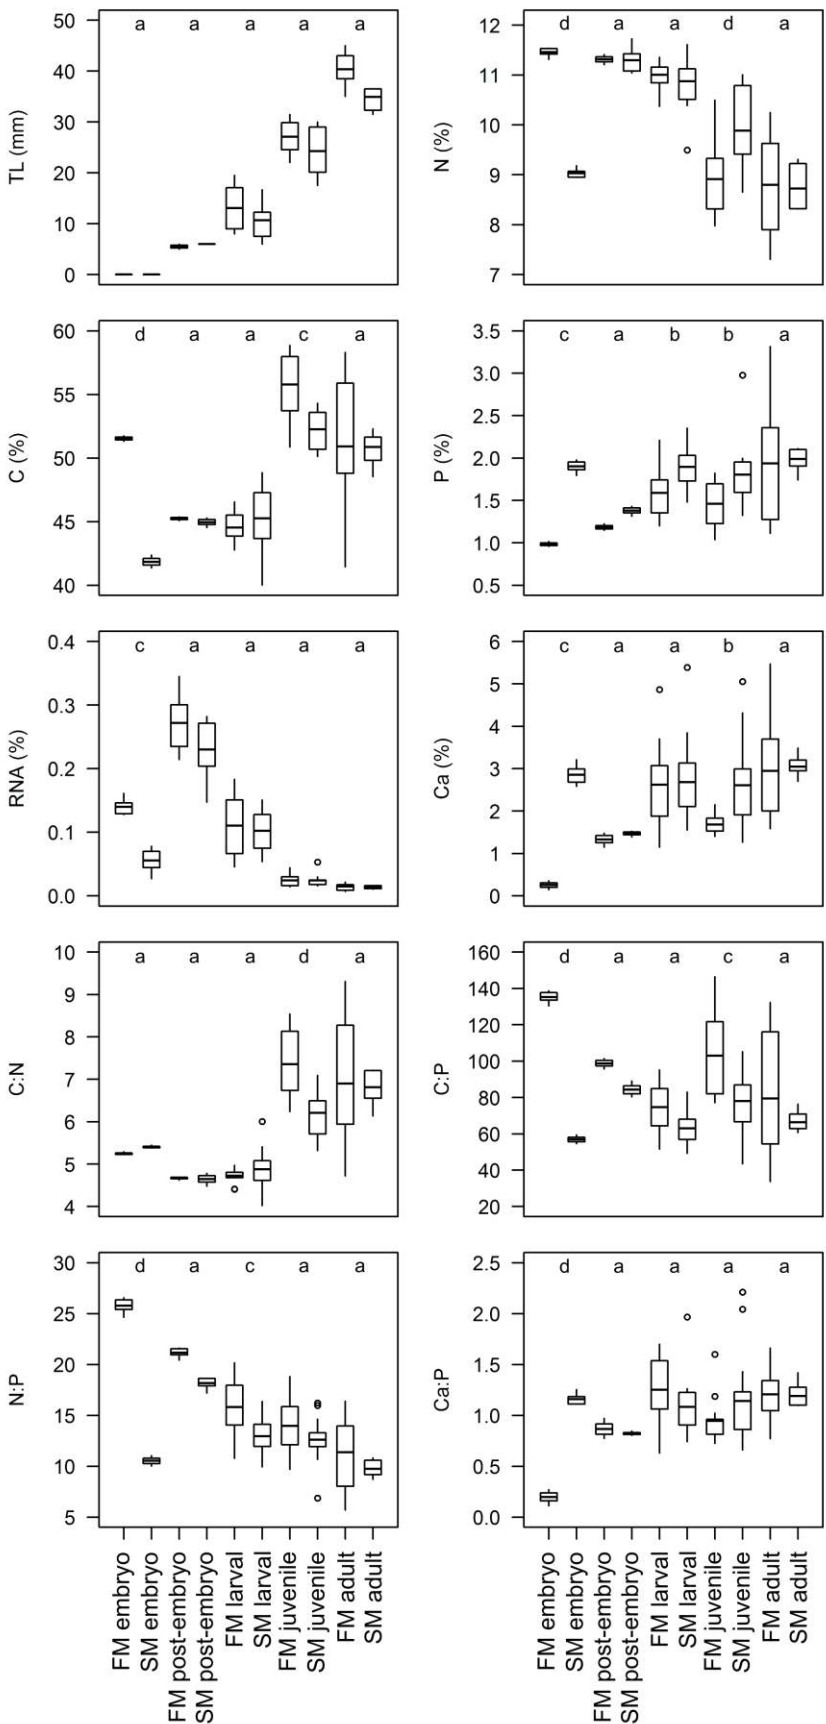 TL (mm)
50
40
30
20
10
0
a a a a a
N (%)
12
11
10
9
8
7
d a a d a
C (%)
60
55
50
45
40
d a a c a
P (%)
3.5
3.0
2.5
2.0
1.5
1.0
0.5
c a b b a
RNA (%)
0.4
0.3
0.2
0.1
0.0
c a a a a
Ca (%)
6
5
4
3
2
1
0
c a a b a
C:N
10
9
8
7
6
5
4
a a a d a
C:P
160
140
120
100
80
60
40
20
d a a c a
N:P
30
25
20
15
10
5
d a c a a
Ca:P
2.5
2.0
1.5
1.0
0.5
0.0
d a a a a
FM embryo
SM embryo
FM post-embryo
SM post-embryo
FM larval
SM larval
FM juvenile
SM juvenile
FM adult
SM adult
FM embryo
SM embryo
FM post-embryo
SM post-embryo
FM larval
SM larval
FM juvenile
SM juvenile
FM adult
SM adult